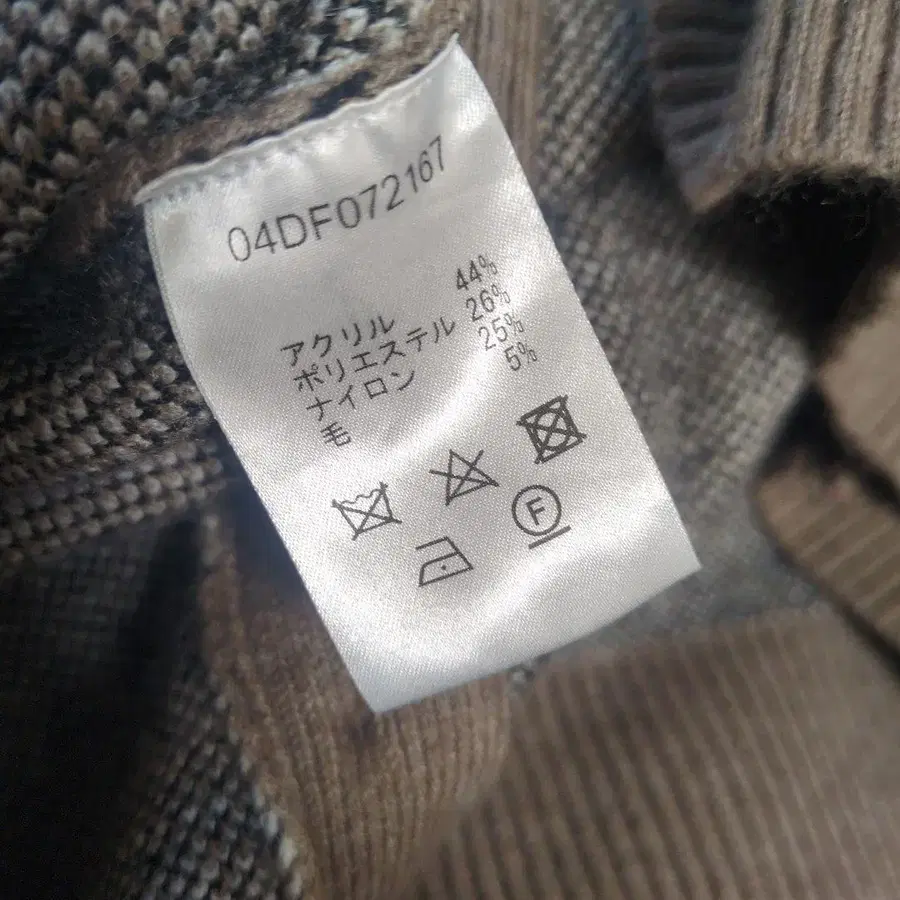 04DF072167
アクリル 44%
ポリエステル 26%
ナイロン 25%
毛 5%
F